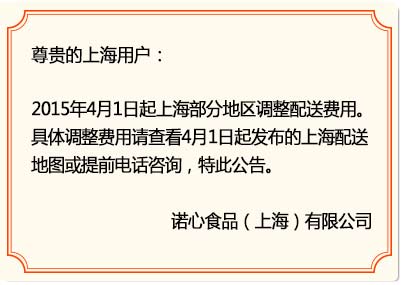 尊贵的上海用户：
2015年4月1日起上海部分地区调整配送费用。
具体调整费用请查看4月1日起发布的上海配送
地图或提前电话咨询，特此公告。
诺心食品（上海）有限公司